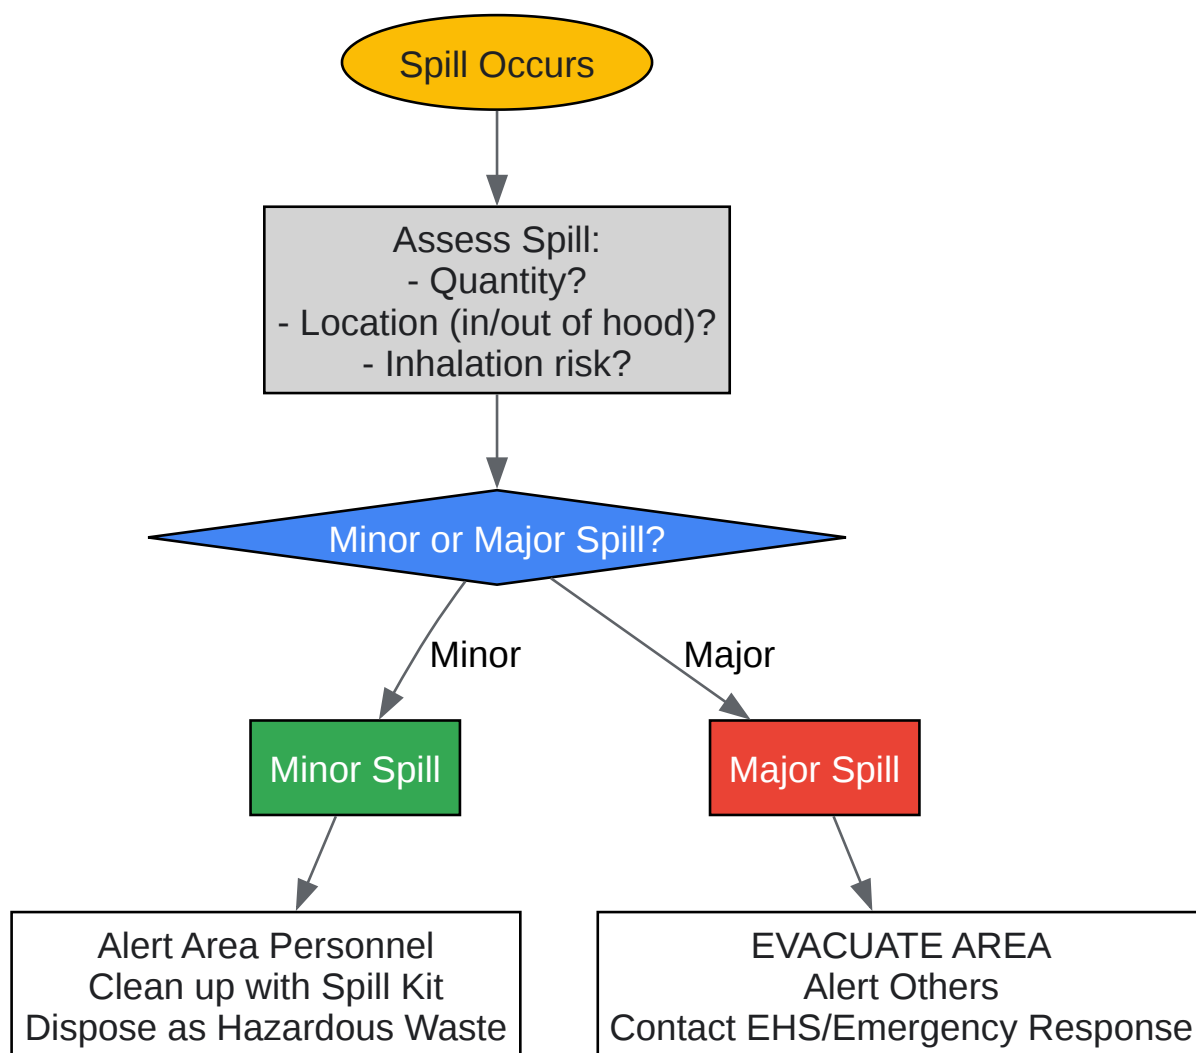 Spill Occurs
Assess Spill:
- Quantity?
- Location (in/out of hood)?
- Inhalation risk?
Minor or Major Spill?
Minor
Major
Minor Spill
Major Spill
Alert Area Personnel
Clean up with Spill Kit
Dispose as Hazardous Waste
EVACUATE AREA
Alert Others
Contact EHS/Emergency Response